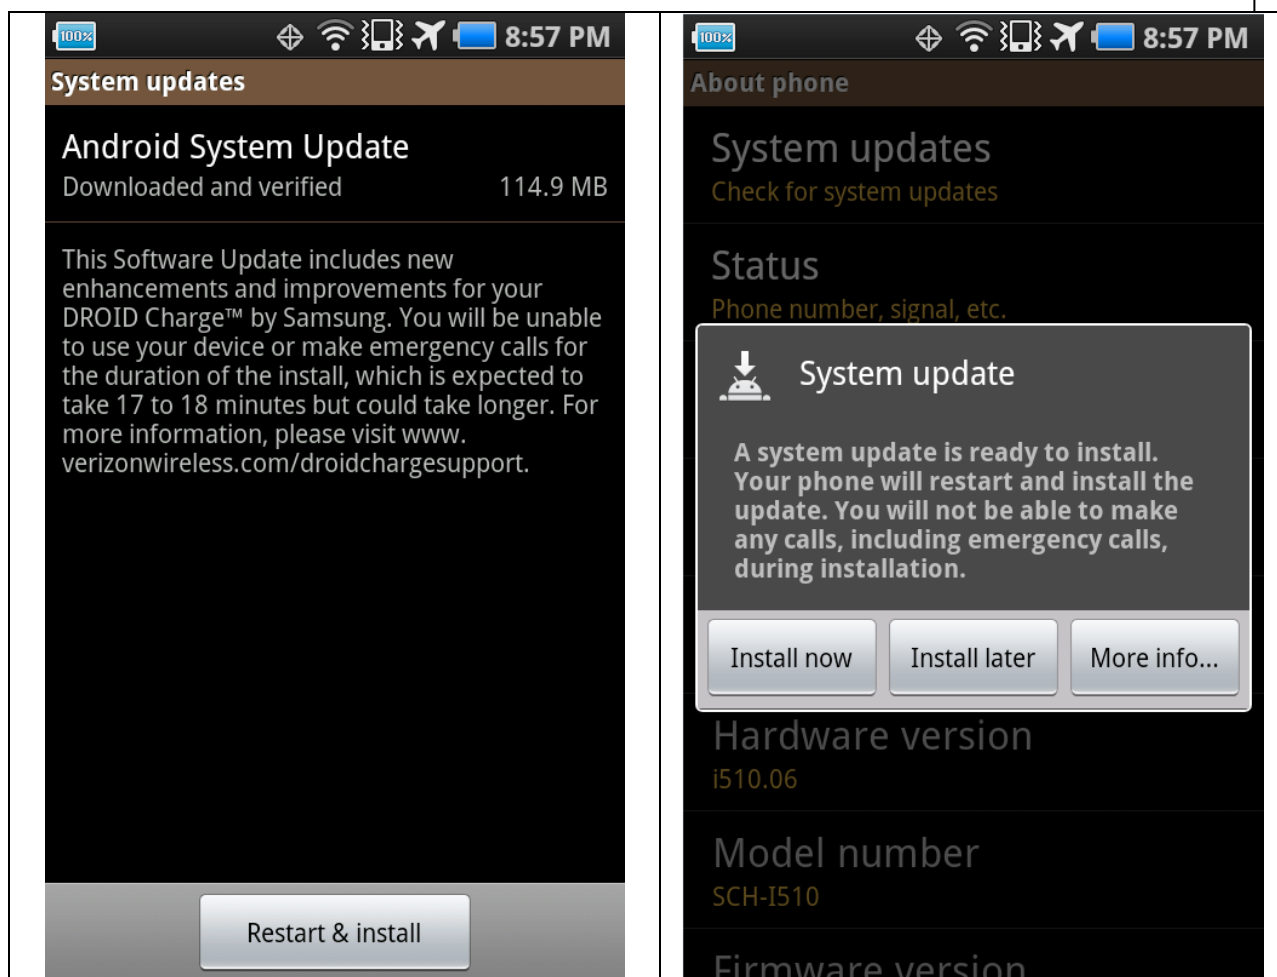 100%
8:57 PM
System updates
Android System Update
Downloaded and verified 114.9 MB
This Software Update includes new
enhancements and improvements for your
DROID Charge™ by Samsung. You will be unable
to use your device or make emergency calls for
the duration of the install, which is expected to
take 17 to 18 minutes but could take longer. For
more information, please visit www.
verizonwireless.com/droidchargesupport.
Restart & install
100%
8:57 PM
About phone
System updates
Check for system updates
Status
Phone number, signal, etc.
System update
A system update is ready to install.
Your phone will restart and install the
update. You will not be able to make
any calls, including emergency calls,
during installation.
Install now
Install later
More info...
Hardware version
i510.06
Model number
SCH-I510
Firmware version